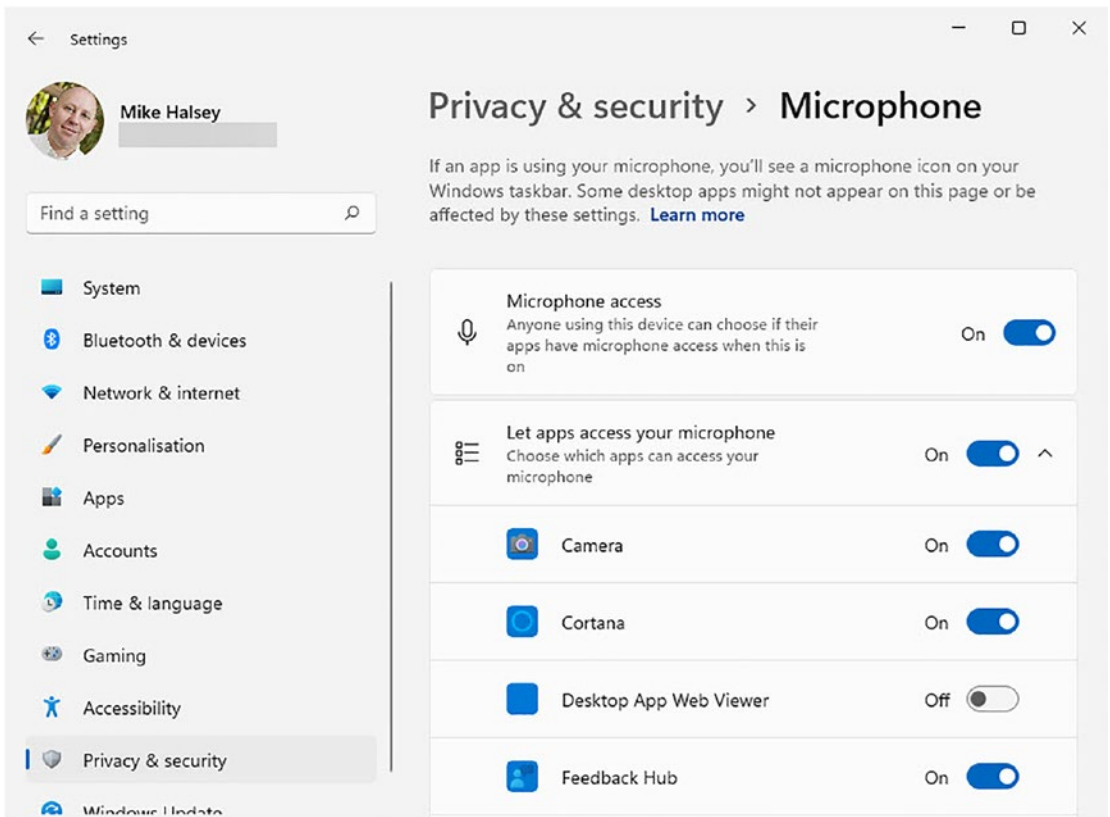 Settings
Mike Halsey
Find a setting
System
Bluetooth & devices
Network & internet
Personalisation
Apps
Accounts
Time & language
Gaming
Accessibility
Privacy & security
Windows Update
Privacy & security > Microphone
If an app is using your microphone, you'll see a microphone icon on your
Windows taskbar. Some desktop apps might not appear on this page or be
affected by these settings. Learn more
Microphone access
Anyone using this device can choose if their
apps have microphone access when this is
on
On
Let apps access your microphone
Choose which apps can access your
microphone
On
Camera
On
Cortana
On
Desktop App Web Viewer
Off
Feedback Hub
On